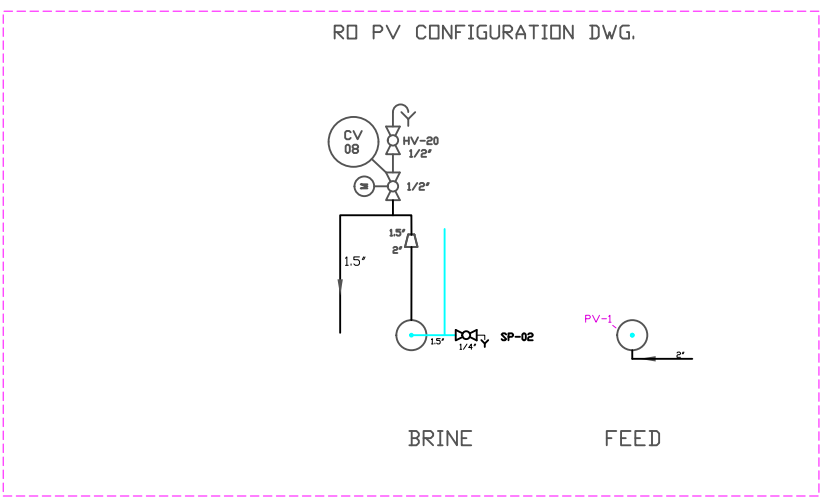 RO PV CONFIGURATION DWG.
CV
08
HV-20
1/2"
M
1/2"
1.5"
2"
1.5"
PV-1
1.5"
1/4"
SP-02
2"
BRINE
FEED